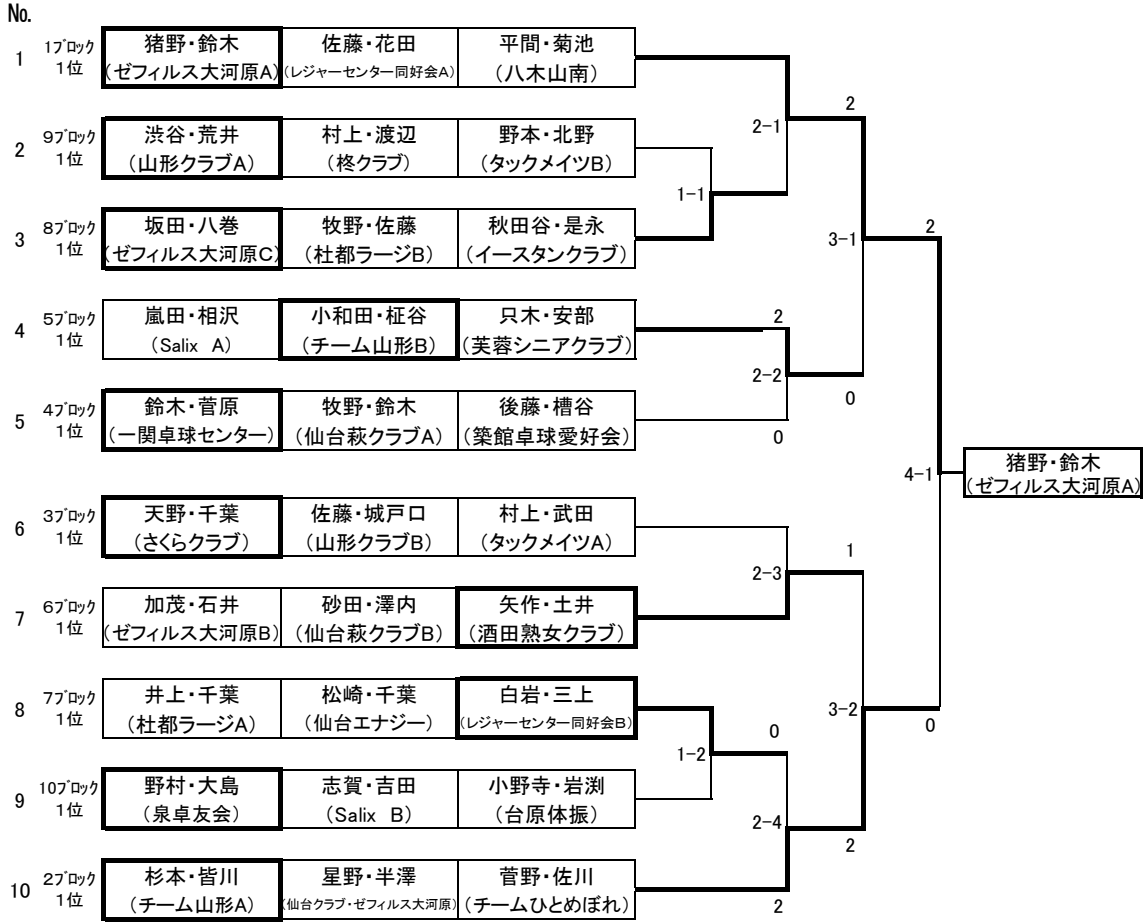 No.
1 1ブロック 1位 猪野・鈴木 (ゼフィルス大河原A) 佐藤・花田 (レジャーセンター同好会A) 平間・菊池 (八木山南)
2
2-1
2 9ブロック 1位 渋谷・荒井 (山形クラブA) 村上・渡辺 (柊クラブ) 野本・北野 (タックメイツB)
1-1
3 8ブロック 1位 坂田・八巻 (ゼフィルス大河原C) 牧野・佐藤 (杜都ラージB) 秋田谷・是永 (イースタンクラブ)
3-1
2
4 5ブロック 1位 嵐田・相沢 (Salix A) 小和田・柾谷 (チーム山形B) 只木・安部 (芙蓉シニアクラブ)
2
2-2
0
5 4ブロック 1位 鈴木・菅原 (一関卓球センター) 牧野・鈴木 (仙台萩クラブA) 後藤・槽谷 (築館卓球愛好会)
0
4-1
猪野・鈴木
(ゼフィルス大河原A)
6 3ブロック 1位 天野・千葉 (さくらクラブ) 佐藤・城戸口 (山形クラブB) 村上・武田 (タックメイツA)
1
2-3
7 6ブロック 1位 加茂・石井 (ゼフィルス大河原B) 砂田・澤内 (仙台萩クラブB) 矢作・土井 (酒田熟女クラブ)
8 7ブロック 1位 井上・千葉 (杜都ラージA) 松崎・千葉 (仙台エナジー) 白岩・三上 (レジャーセンター同好会B)
3-2
0
0
1-2
9 10ブロック 1位 野村・大島 (泉卓友会) 志賀・吉田 (Salix B) 小野寺・岩渕 (台原体振)
2-4
2
10 2ブロック 1位 杉本・皆川 (チーム山形A) 星野・半澤 (仙台クラブ・ゼフィルス大河原) 菅野・佐川 (チームひとめぼれ)
2